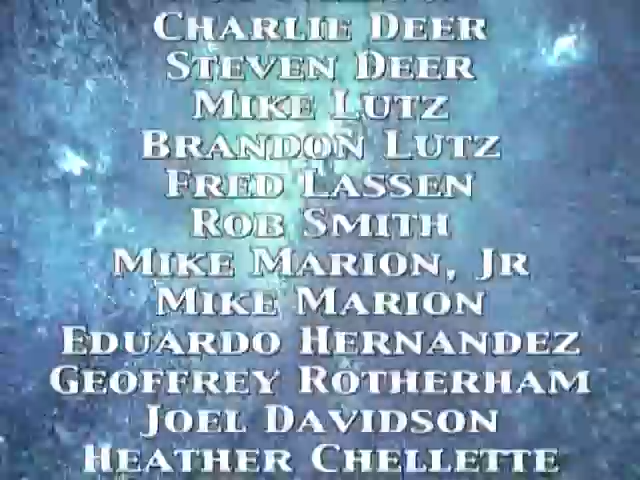 Charlie Deer
Steven Deer
Mike Lutz
Brandon Lutz
Fred Lassen
Rob Smith
Mike Marion, Jr
Mike Marion
Eduardo Hernandez
Geoffrey Rotherham
Joel Davidson
Heather Chellette